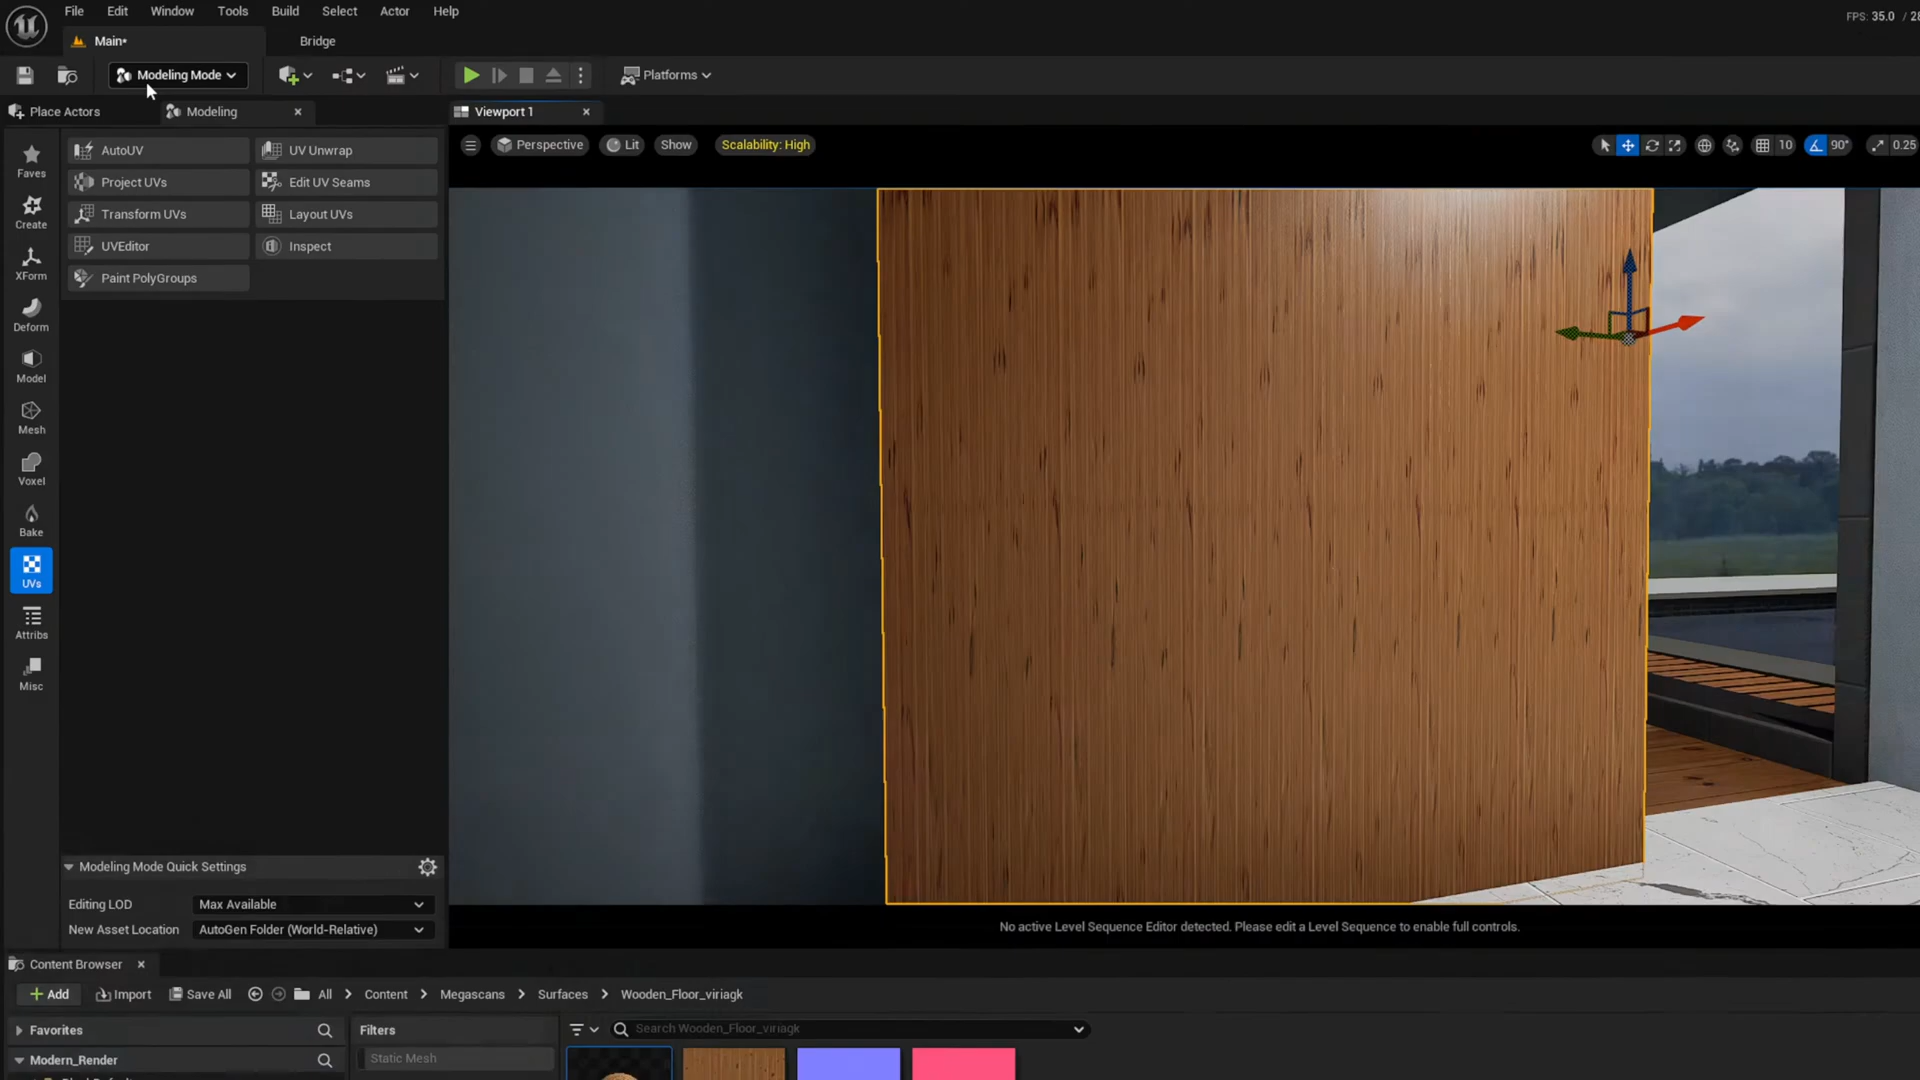 File Edit Window Tools Build Select Actor Help
FPS: 35.0 / 28
Main• Bridge
Modeling Mode Platforms
Place Actors Modeling Viewport 1
Perspective Lit Show Scalability: High 10 90° 0.25
Faves AutoUV UV Unwrap
Project UVs Edit UV Seams
Create Transform UVs Layout UVs
UVEditor Inspect
XForm Paint PolyGroups
Deform
Model
Mesh
Voxel
Bake
UVs
Attribs
Misc
Modeling Mode Quick Settings
Editing LOD Max Available
New Asset Location AutoGen Folder (World-Relative)
No active Level Sequence Editor detected. Please edit a Level Sequence to enable full controls.
Content Browser
Add Import Save All All Content Megascans Surfaces Wooden_Floor_viriagk
Favorites Filters Search Wooden_Floor_viriagk
Modern_Render Static Mesh